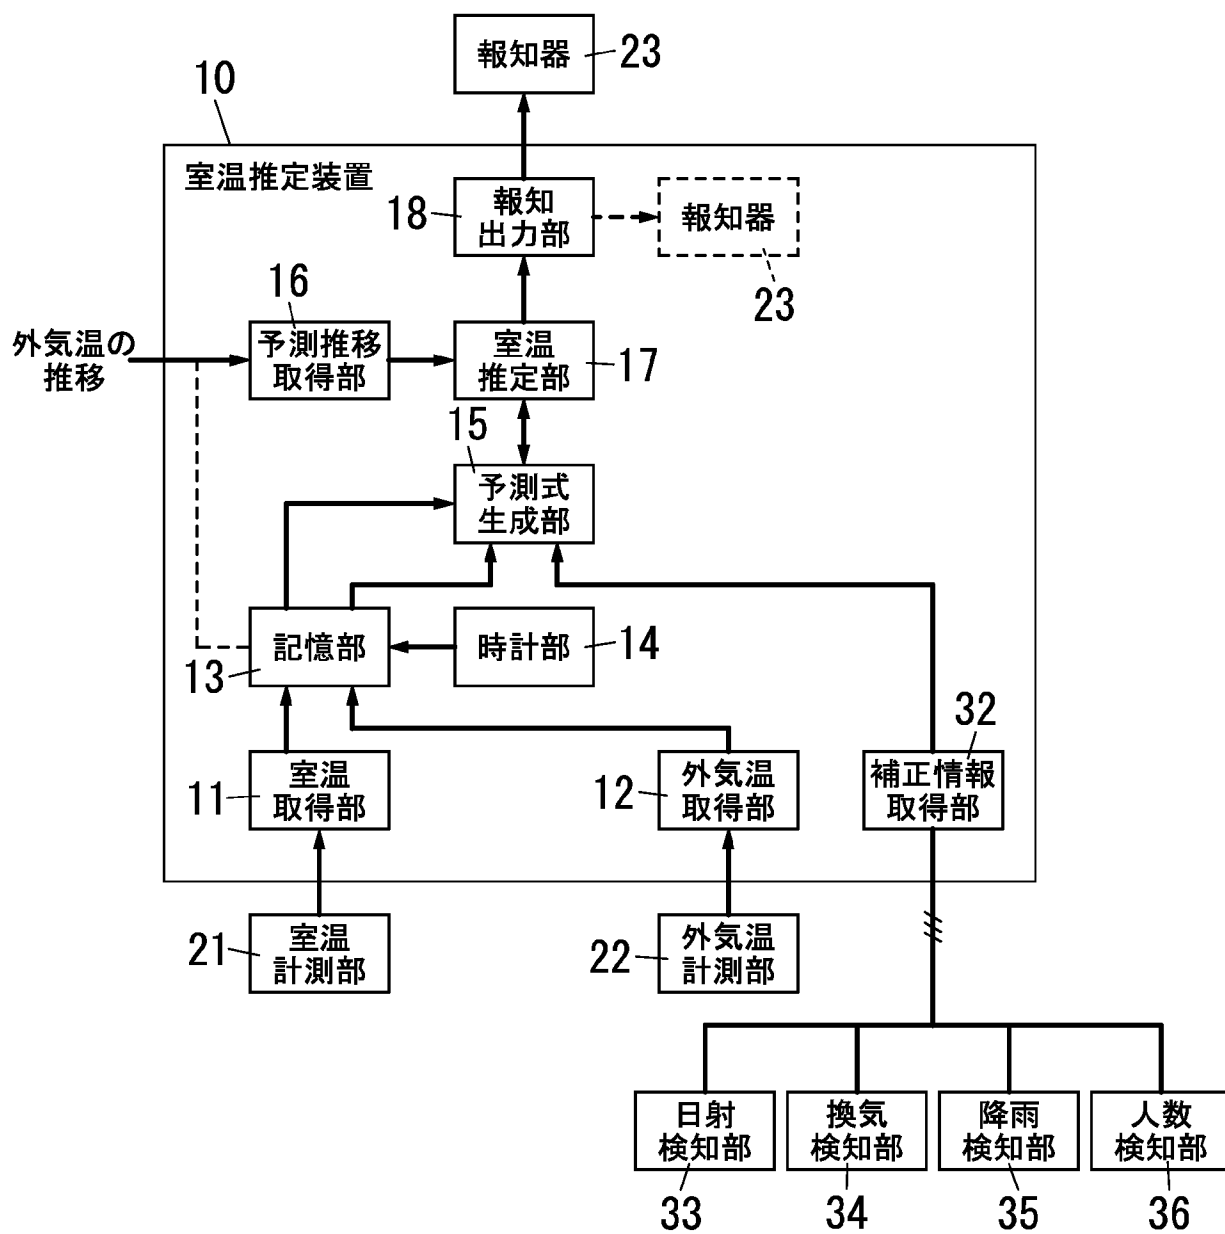 報知器
23
10
室温推定装置
18
報知
出力部
報知器
23
16
外気温の
推移
予測推移
取得部
室温
推定部
17
15
予測式
生成部
記憶部
13
時計部
14
32
11
室温
取得部
12
外気温
取得部
補正情報
取得部
21
室温
計測部
22
外気温
計測部
日射
検知部
換気
検知部
降雨
検知部
人数
検知部
33
34
35
36